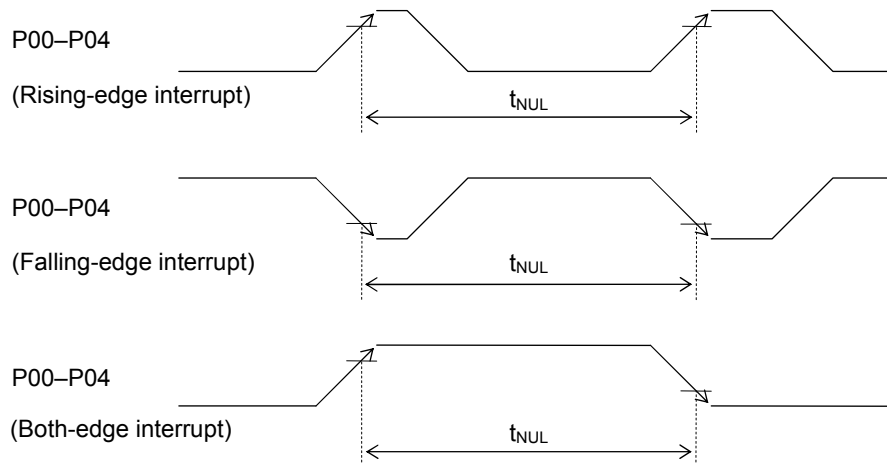 P00–P04
(Rising-edge interrupt)
tNUL
P00–P04
(Falling-edge interrupt)
tNUL
P00–P04
(Both-edge interrupt)
tNUL